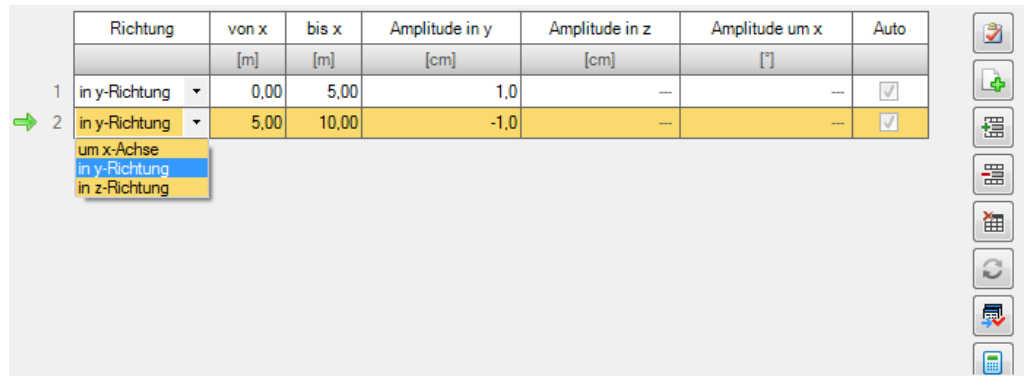 Richtung von x bis x Amplitude in y Amplitude in z Amplitude um x Auto
[m] [m] [cm] [cm] [°]
1 in y-Richtung 0,00 5,00 1,0 --- ---
2 in y-Richtung 5,00 10,00 -1,0 --- ---
um x-Achse
in y-Richtung
in z-Richtung